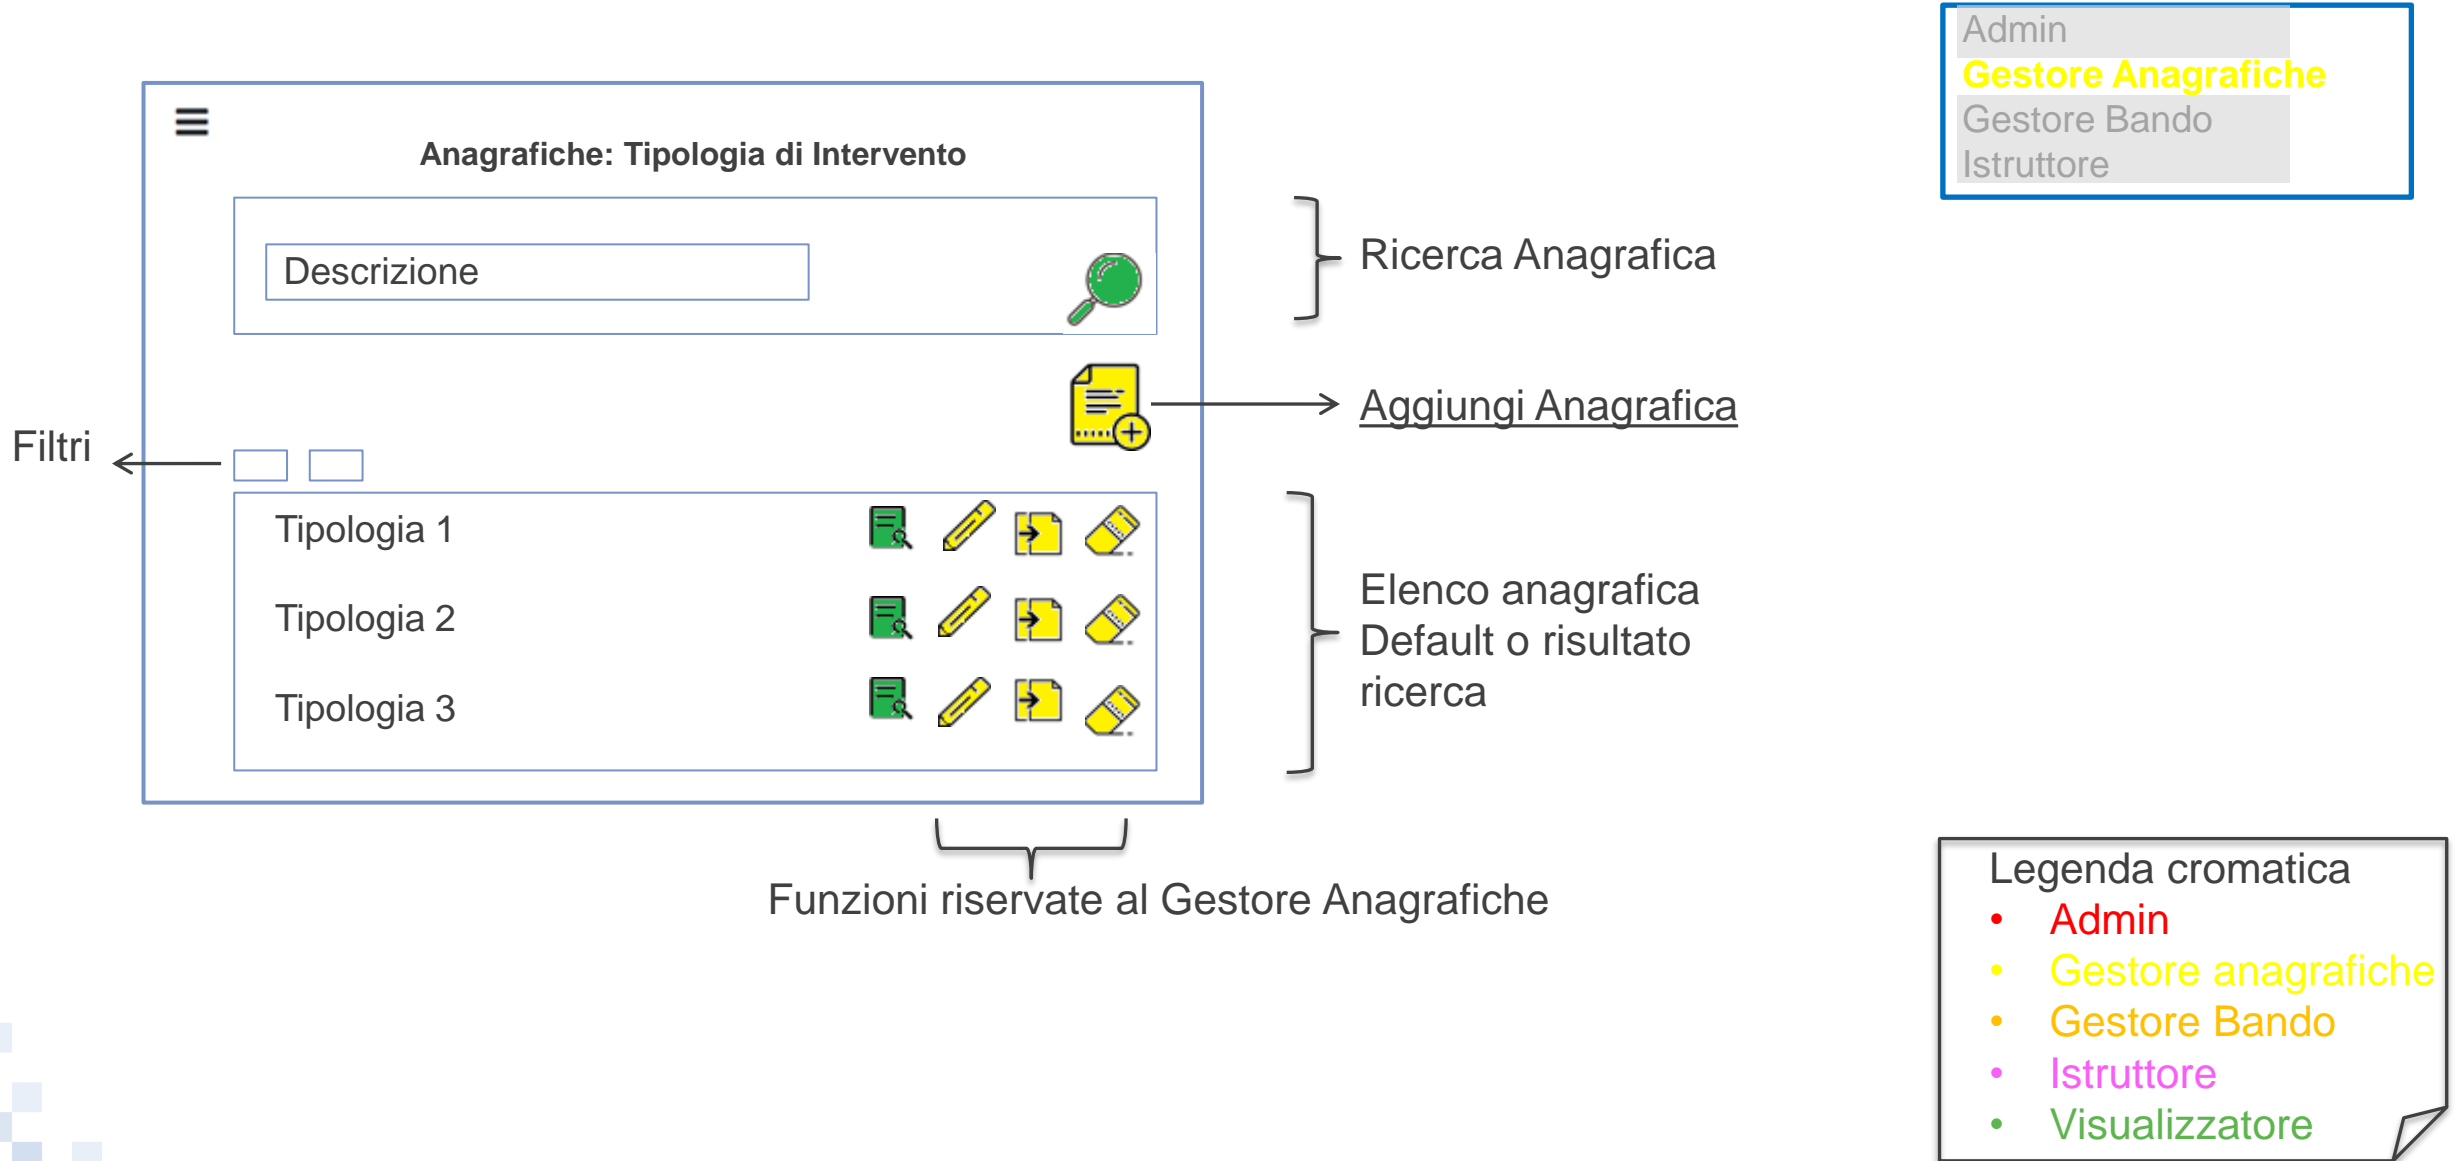 Admin
Gestore Anagrafiche
Gestore Bando
Istruttore
Anagrafiche: Tipologia di Intervento
Descrizione
Ricerca Anagrafica
Aggiungi Anagrafica
Filtri
Tipologia 1
Tipologia 2
Tipologia 3
Elenco anagrafica
Default o risultato
ricerca
Funzioni riservate al Gestore Anagrafiche
Legenda cromatica
• Admin
• Gestore anagrafiche
• Gestore Bando
• Istruttore
• Visualizzatore